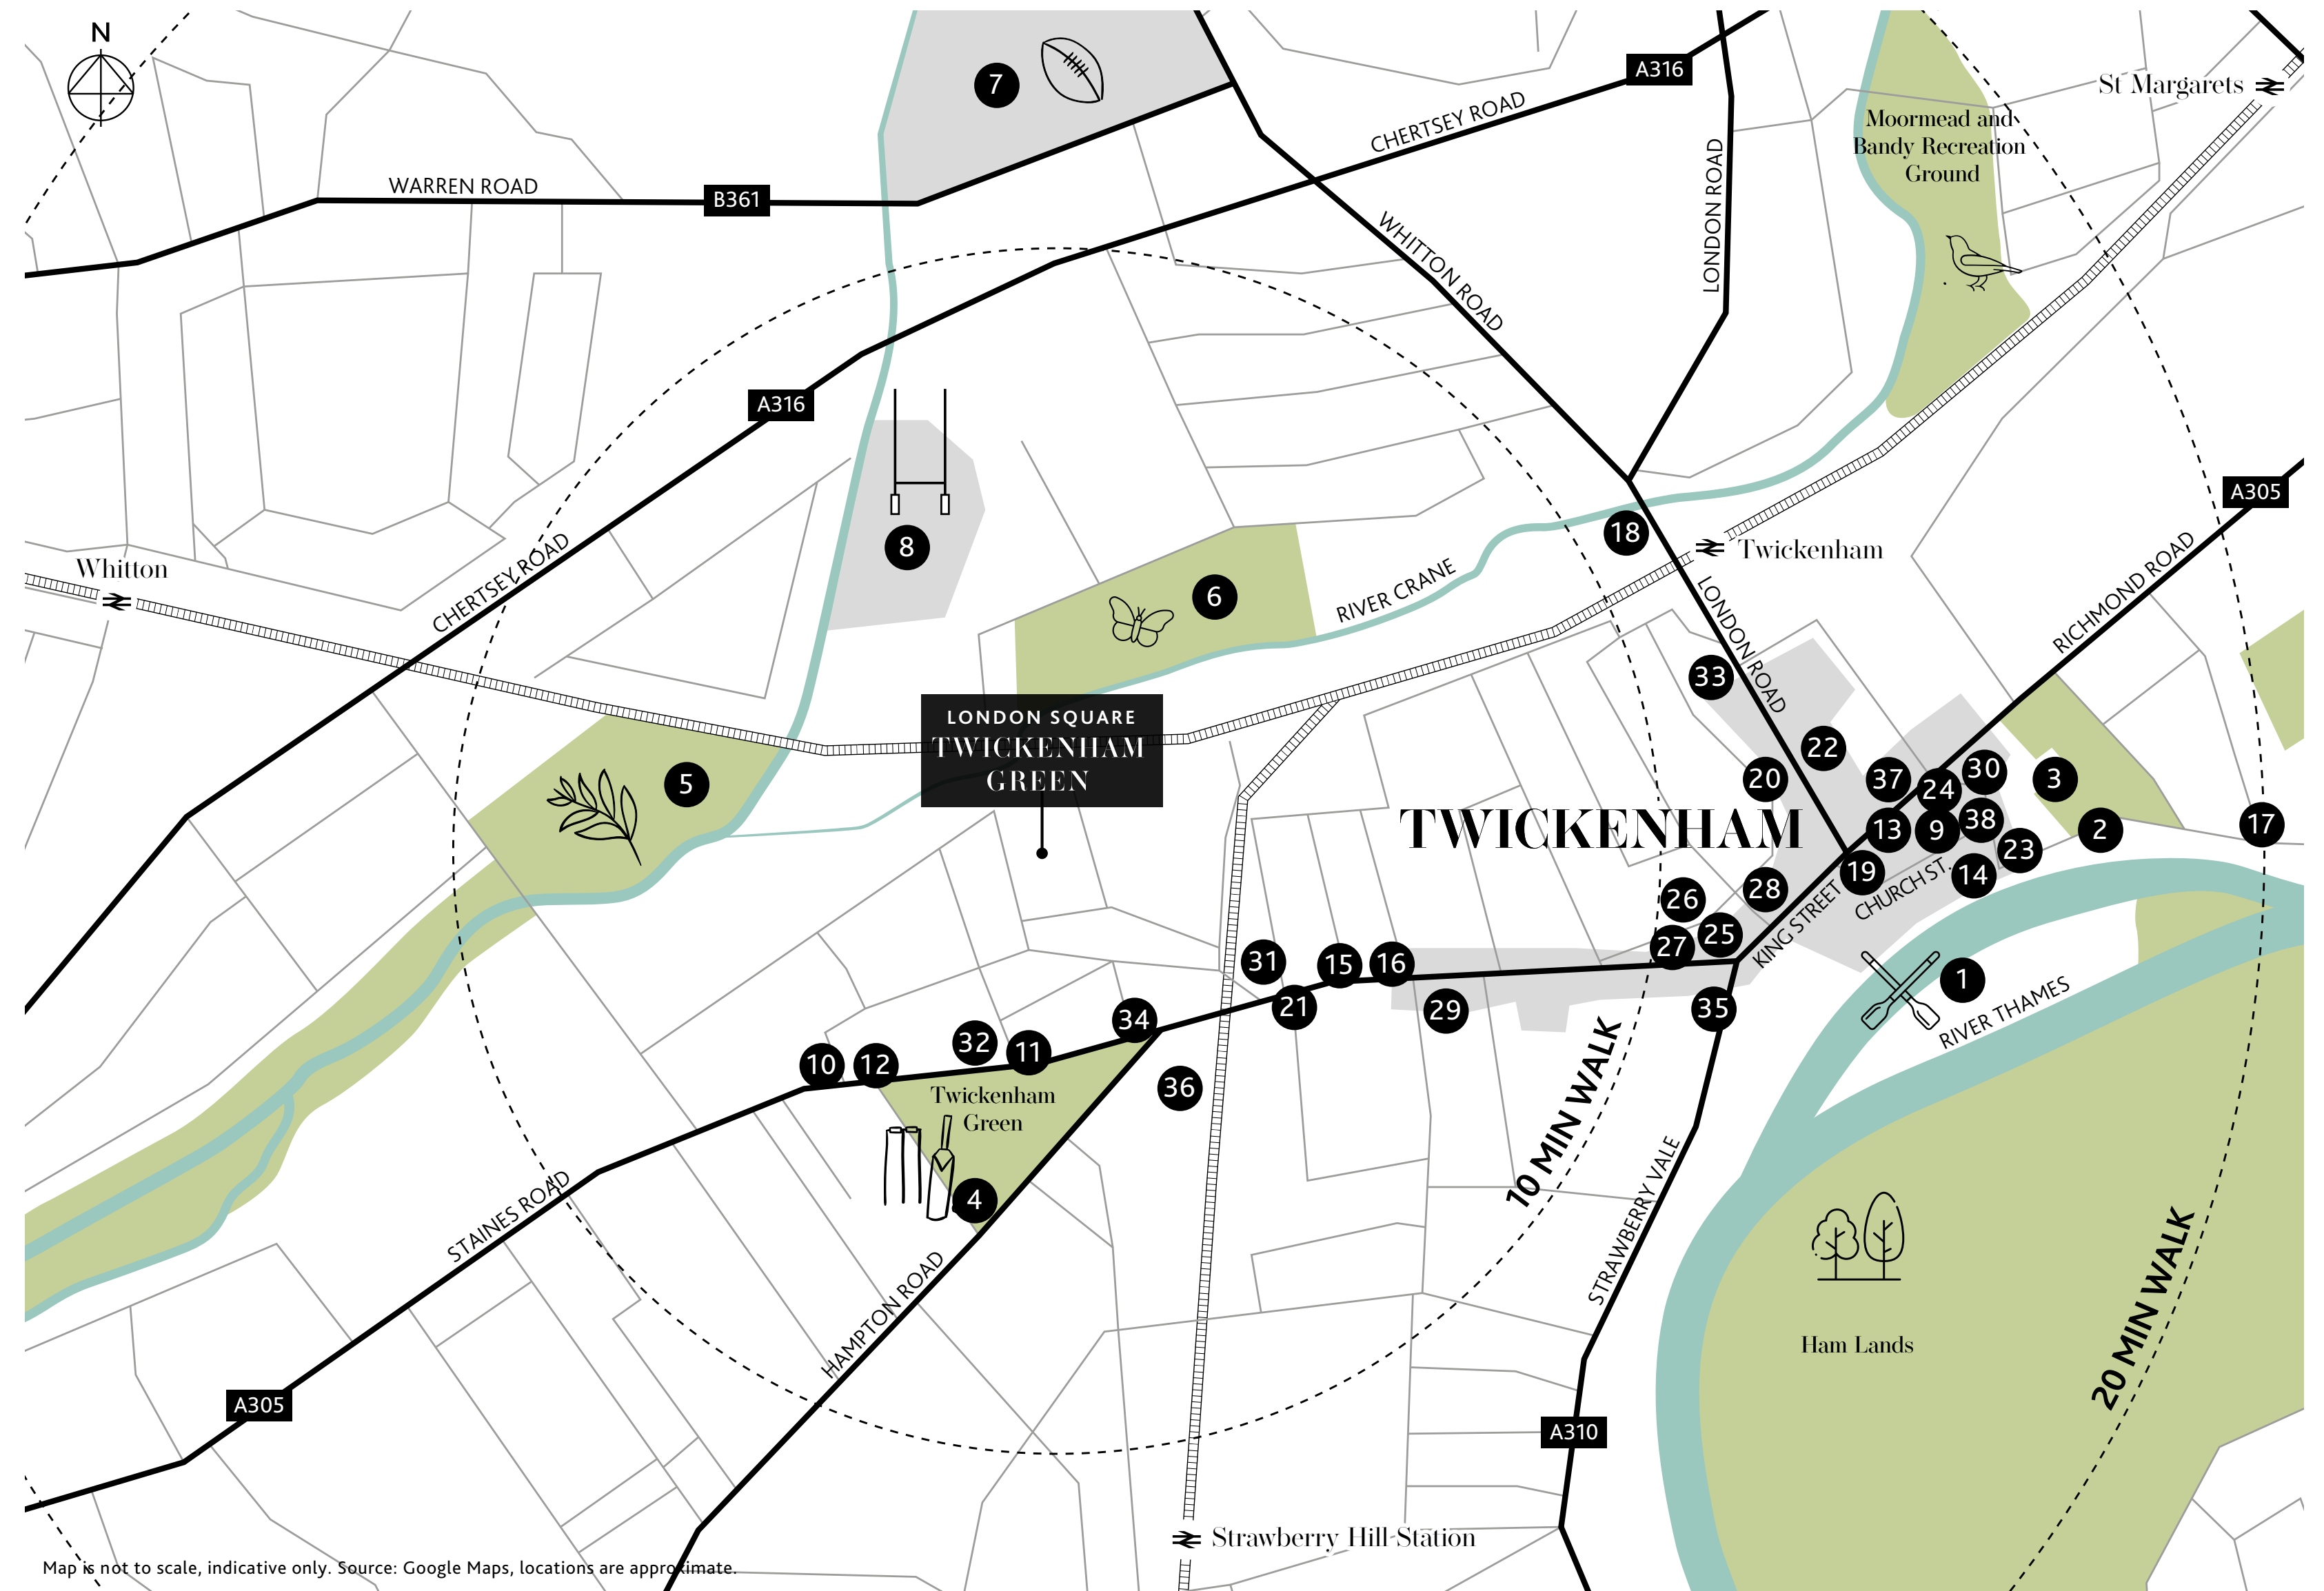 N
7
A316
St Margarets
CHERTSEY ROAD
Moormead and
Bandy Recreation
Ground
LONDON ROAD
WARREN ROAD
B361
WHITTON ROAD
A316
A305
8
18
Twickenham
CHERTSEY ROAD
Whitton
6
RIVER CRANE
RICHMOND ROAD
LONDON ROAD
33
LONDON SQUARE
TWICKENHAM
GREEN
5
22
20
37
24
30
3
TWICKENHAM
13
9
38
2
17
23
19
14
CHURCH ST.
28
26
25
27
KING STREET
31
15
16
1
21
29
35
RIVER THAMES
34
32
11
10
12
36
Twickenham
Green
10 MIN WALK
4
STAINES ROAD
STRAWBERRY VALE
HAMPTON ROAD
Ham Lands
20 MIN WALK
A305
A310
Strawberry Hill Station
Map is not to scale, indicative only. Source: Google Maps, locations are approximate.